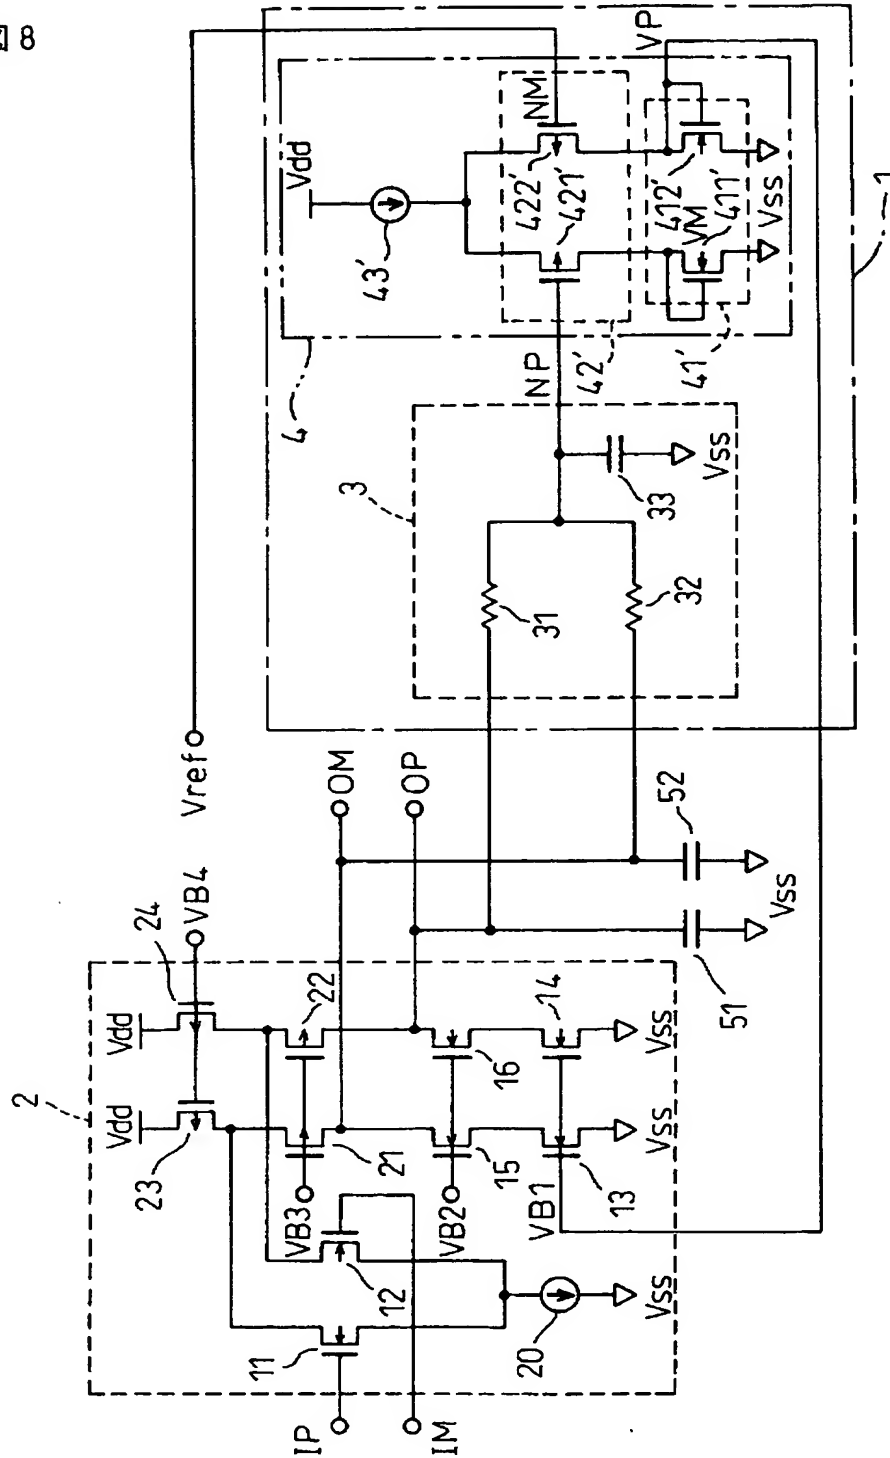 図 8
1
4
Vdd
43'
NM
422'
421'
42'
NP
VP
412'
VM
411'
41'
Vss
3
31
32
33
Vss
Vref
OM
OP
52
51
Vss
2
VB4
24
23
Vdd
Vdd
22
21
VB3
16
15
VB2
14
13
VB1
Vss
Vss
12
11
20
Vss
IP
IM